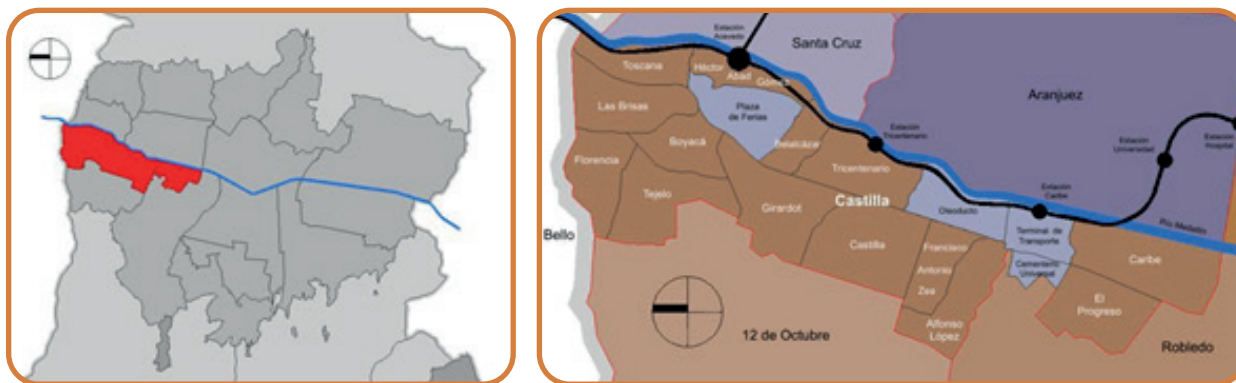 Estación
Acevedo
Santa Cruz
Toscana
Héctor
Abad
Gómez
Aranjuez
Las Brisas
Plaza
de Ferias
Estación
Tricentenario
Estación
Universidad
Estación
Hospital
Boyacá
Belalcázar
Florencia
Tricentenario
Tejelo
Girardot
Castilla
Oleoducto
Estación
Caribe
Río Medellín
Bello
Castilla
Francisco
Antonio
Zea
Terminal de
Transporte
Cementerio
Universal
Caribe
El
Progreso
12 de Octubre
Alfonso
López
Robledo